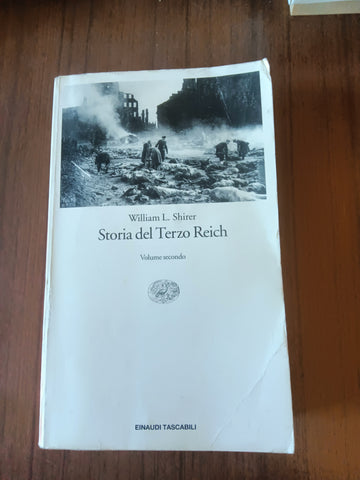 William L. Shirer
Storia del Terzo Reich
Volume secondo
EINAUDI TASCABILI